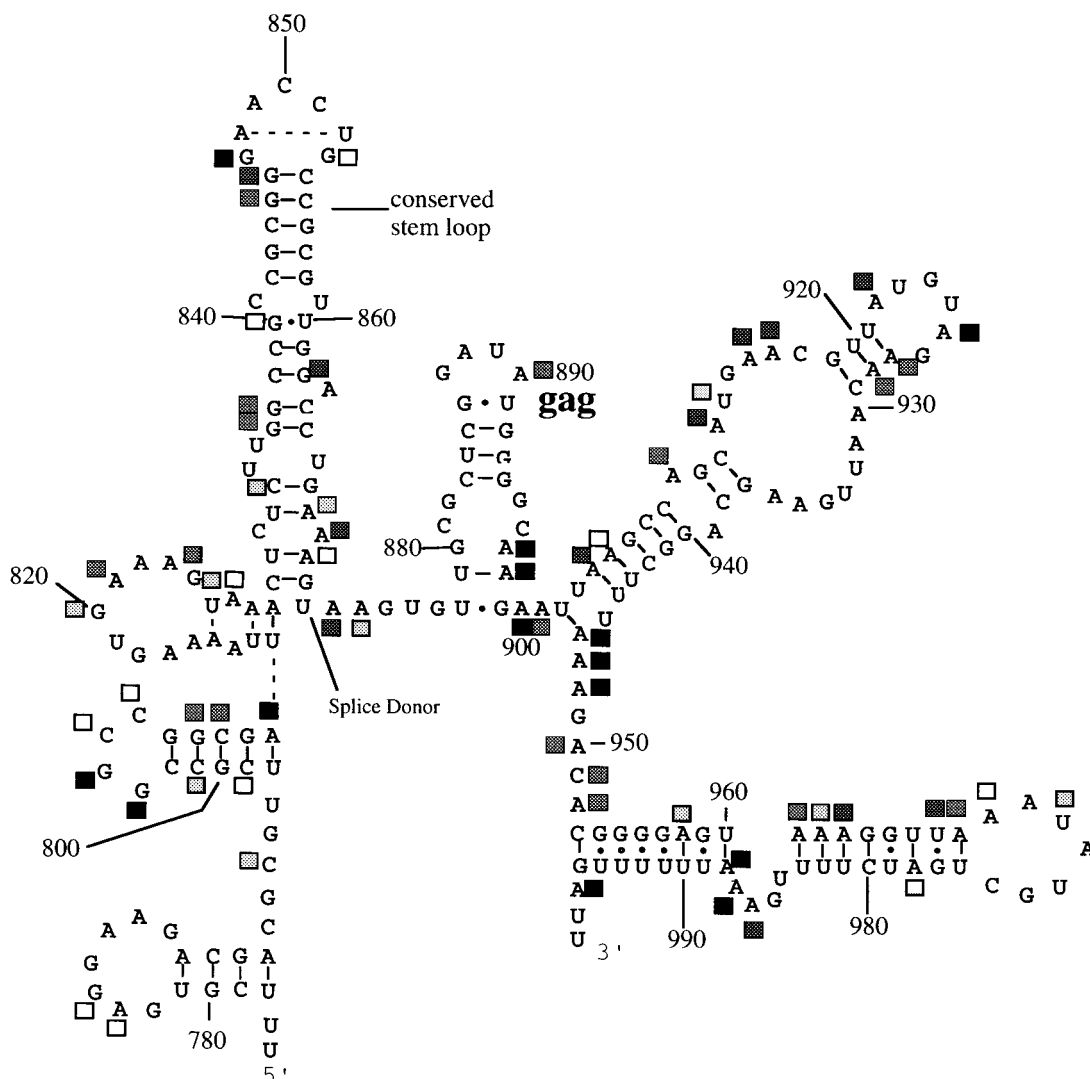 850
C
A C
A U
G G
G C
G C
conserved
stem loop
C G
G C
C G
C U
840 G U 860
C G
C G
A
G C
G C
U U
U
C G
U A
C A
U A
C G
A U
Splice Donor
G A U A 890
gag
G U
C G
U G
C G
G G
C C
880 G A
U A
A A G U G U G A A U
900
820
A A A G
G U A A
U G A A A A U U
C G G C G A
C
G
G C C G C U
800
U
G
C
G
C
A A G A C G A
G
G A G U G C U
780
U
U
5'
U A A G C C A G C A U G A A C G U U A U G U A G A A C A A U U G A A G C A G G C U U U
920
930
940
A
A
A
G
A 950
C
A
C G G G G A G U
960
G U U U U U U A
A
A
G
U
990
A A A G G U U A A A U A U G C U A G U C U U U U
980
A
U
U 3'